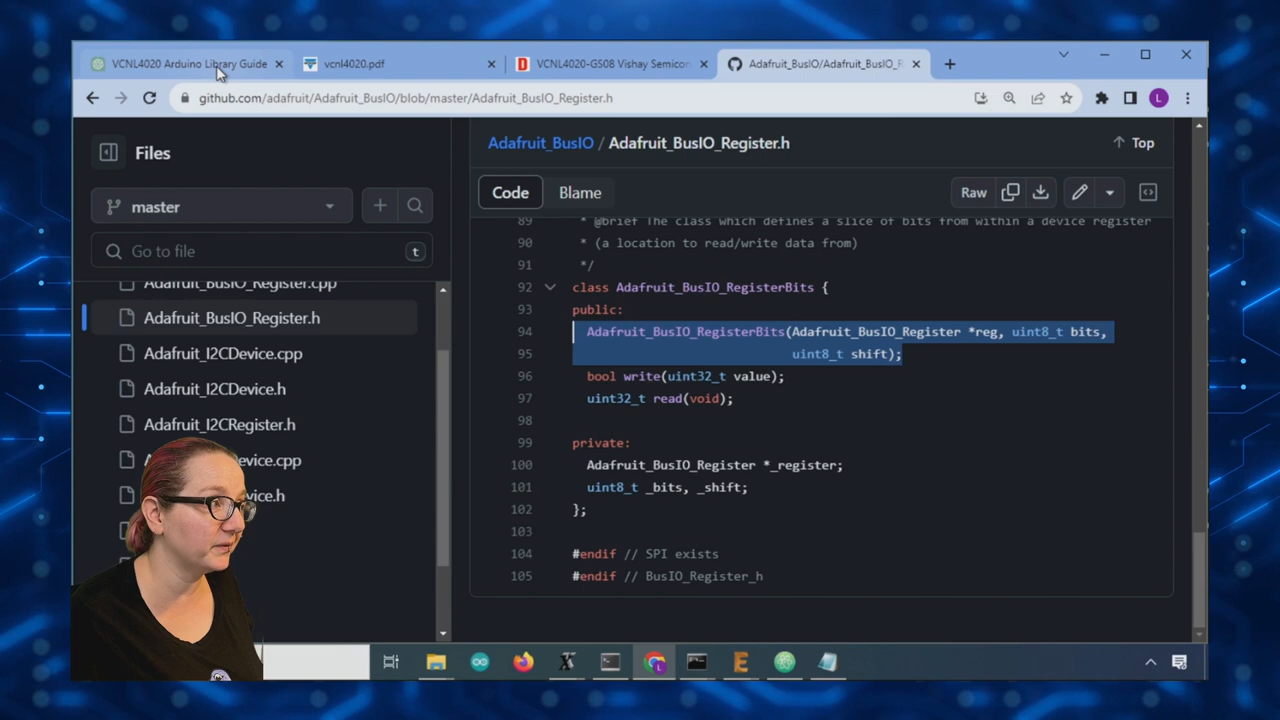 VCNL4020 Arduino Library Guide
vcnl4020.pdf
VCNL4020-GS08 Vishay Semicon
Adafruit_BusIO/Adafruit_BusIO_R
github.com/adafruit/Adafruit_BusIO/blob/master/Adafruit_BusIO_Register.h
L
Files
master
Go to file
t
Adafruit_BusIO_Register.cpp
Adafruit_BusIO_Register.h
Adafruit_I2CDevice.cpp
Adafruit_I2CDevice.h
Adafruit_I2CRegister.h
evice.cpp
vice.h
Adafruit_BusIO / Adafruit_BusIO_Register.h
Top
Code
Blame
Raw
89 * @brief The class which defines a slice of bits from within a device register
90 * (a location to read/write data from)
91 */
92 class Adafruit_BusIO_RegisterBits {
93 public:
94 Adafruit_BusIO_RegisterBits(Adafruit_BusIO_Register *reg, uint8_t bits,
95 uint8_t shift);
96 bool write(uint32_t value);
97 uint32_t read(void);
98
99 private:
100 Adafruit_BusIO_Register *_register;
101 uint8_t _bits, _shift;
102 };
103
104 #endif // SPI exists
105 #endif // BusIO_Register_h